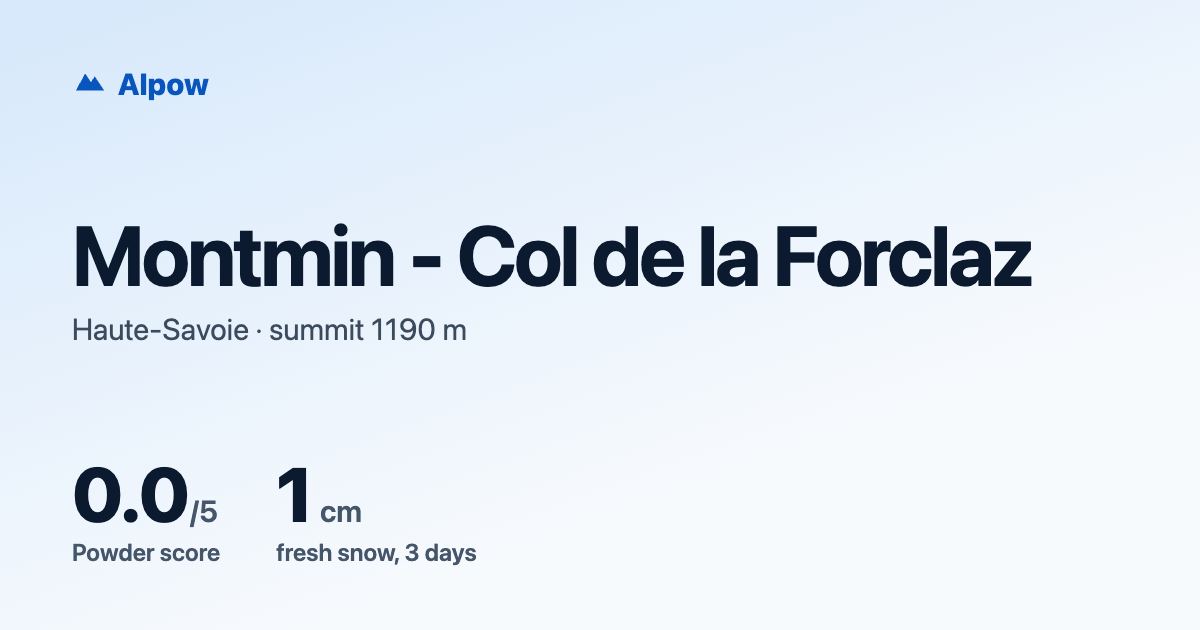 Alpow
Montmin - Col de la Forclaz
Haute-Savoie · summit 1190 m
0.0/5 1 cm
Powder score fresh snow, 3 days